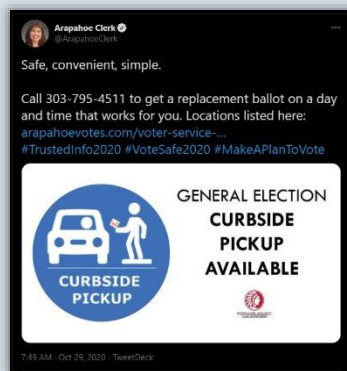 Arapahoe Clerk
@ArapahoeClerk
Safe, convenient, simple.
Call 303-795-4511 to get a replacement ballot on a day
and time that works for you. Locations listed here:
arapahoevotes.com/voter-service-...
#TrustedInfo2020 #VoteSafe2020 #MakeAPlanToVote
CURBSIDE
PICKUP
GENERAL ELECTION
CURBSIDE
PICKUP
AVAILABLE
7:49 AM · Oct 29, 2020 · TweetDeck